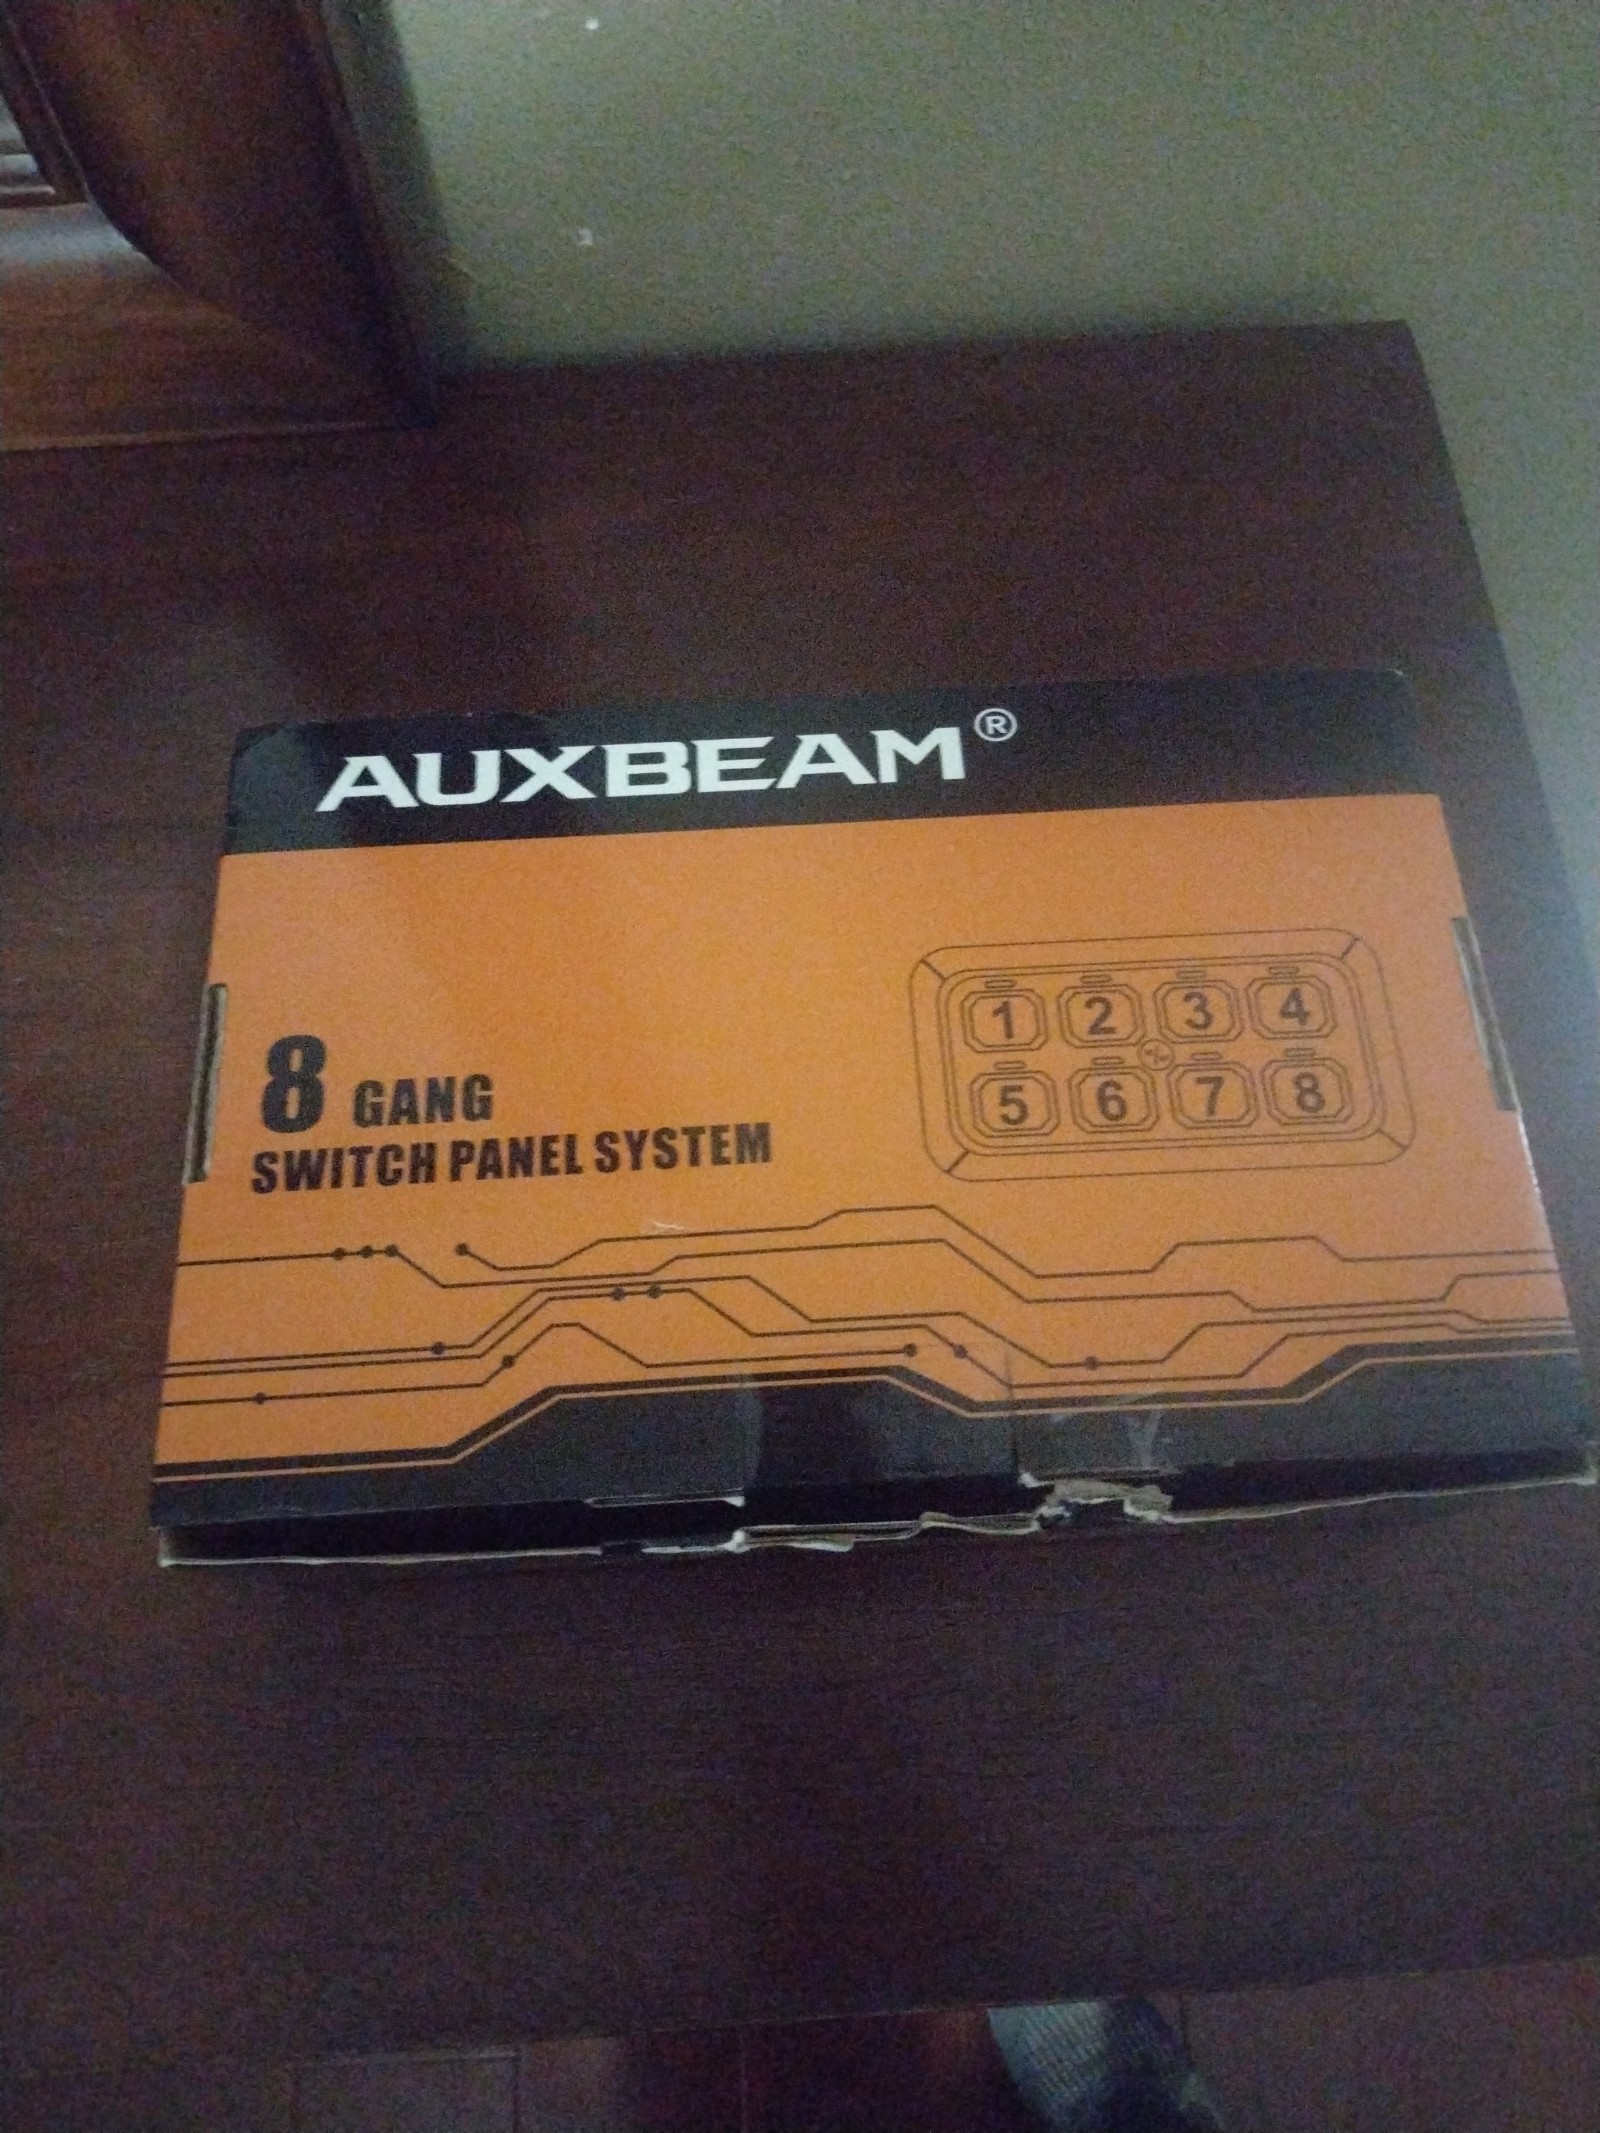 AUXBEAM®
8 GANG
SWITCH PANEL SYSTEM
1 2 3 4
5 6 7 8